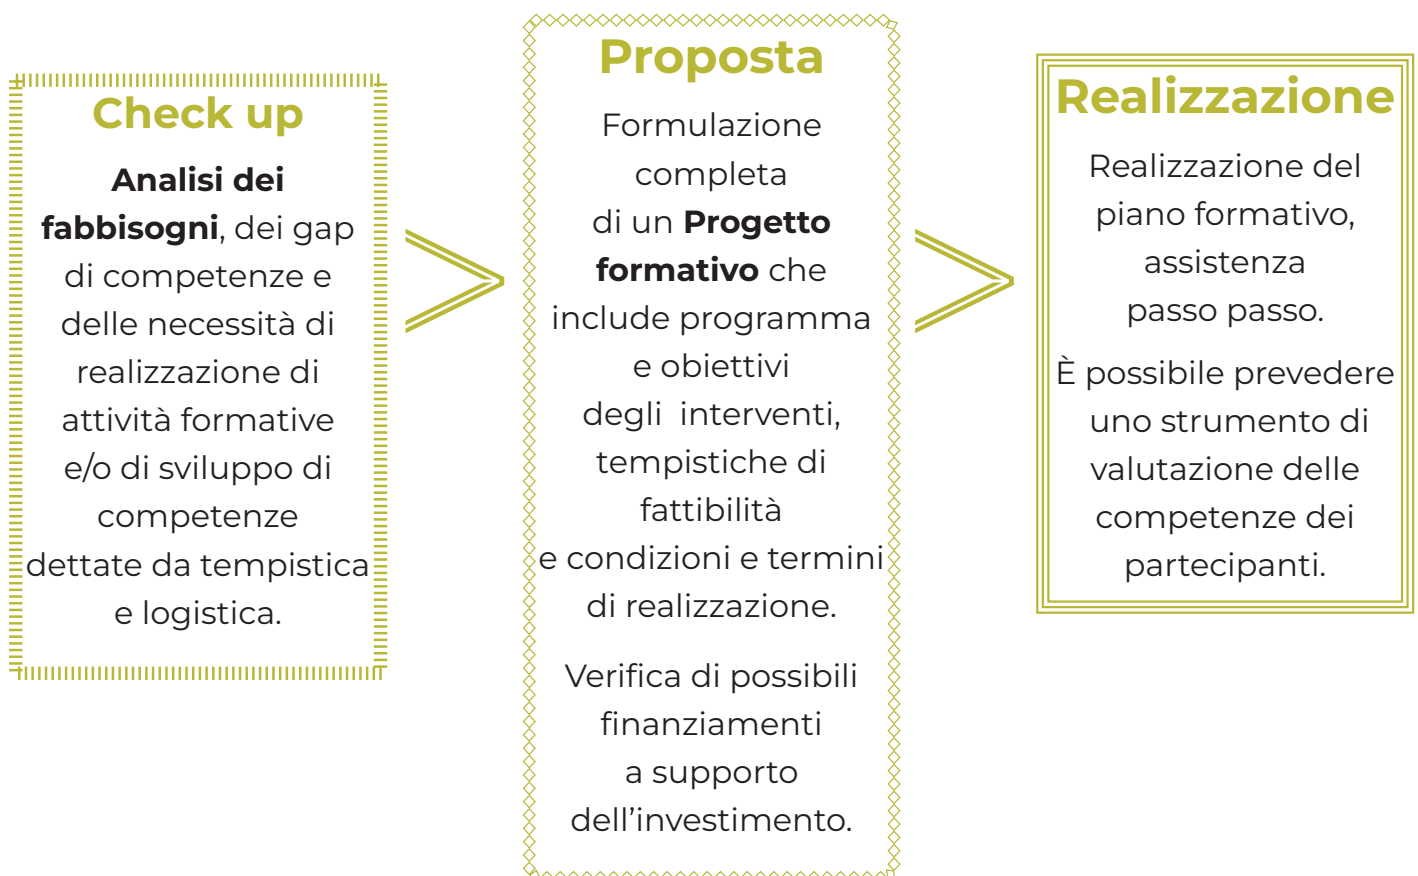 Check up
Analisi dei
fabbisogni, dei gap
di competenze e
delle necessità di
realizzazione di
attività formative
e/o di sviluppo di
competenze
dettate da tempistica
e logistica.
Proposta
Formulazione
completa
di un Progetto
formativo che
include programma
e obiettivi
degli interventi,
tempistiche di
fattibilità
e condizioni e termini
di realizzazione.
Verifica di possibili
finanziamenti
a supporto
dell’investimento.
Realizzazione
Realizzazione del
piano formativo,
assistenza
passo passo.
È possibile prevedere
uno strumento di
valutazione delle
competenze dei
partecipanti.